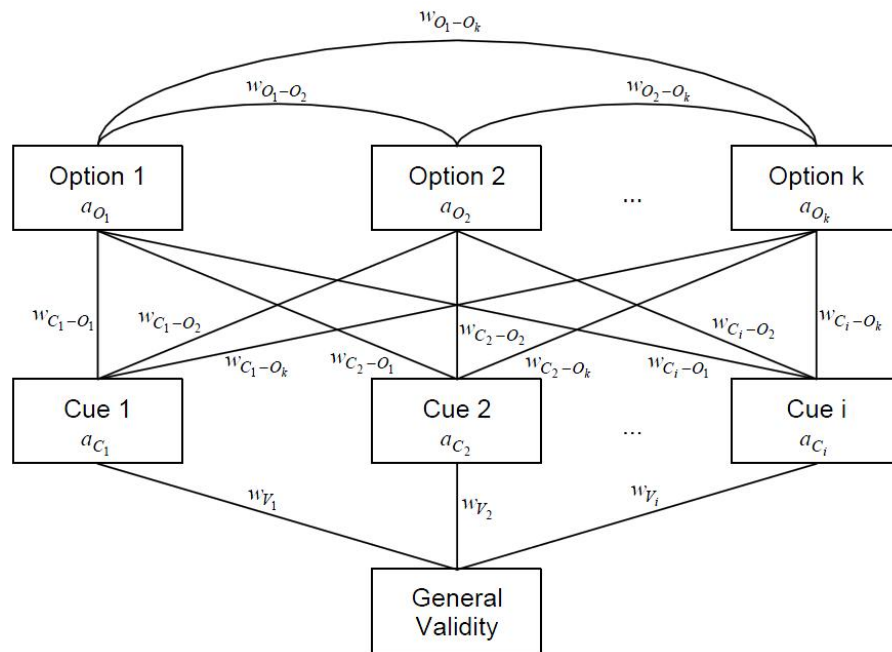 w_{O_1-O_k}
w_{O_1-O_2} w_{O_2-O_k}
Option 1 Option 2 Option k
a_{O_1} a_{O_2} ... a_{O_k}
w_{C_1-O_1} w_{C_1-O_2} w_{C_2-O_2} w_{C_i-O_2} w_{C_i-O_k}
w_{C_1-O_k} w_{C_2-O_1} w_{C_2-O_k} w_{C_i-O_1}
Cue 1 Cue 2 Cue i
a_{C_1} a_{C_2} ... a_{C_i}
w_{V_1} w_{V_2} w_{V_i}
General
Validity